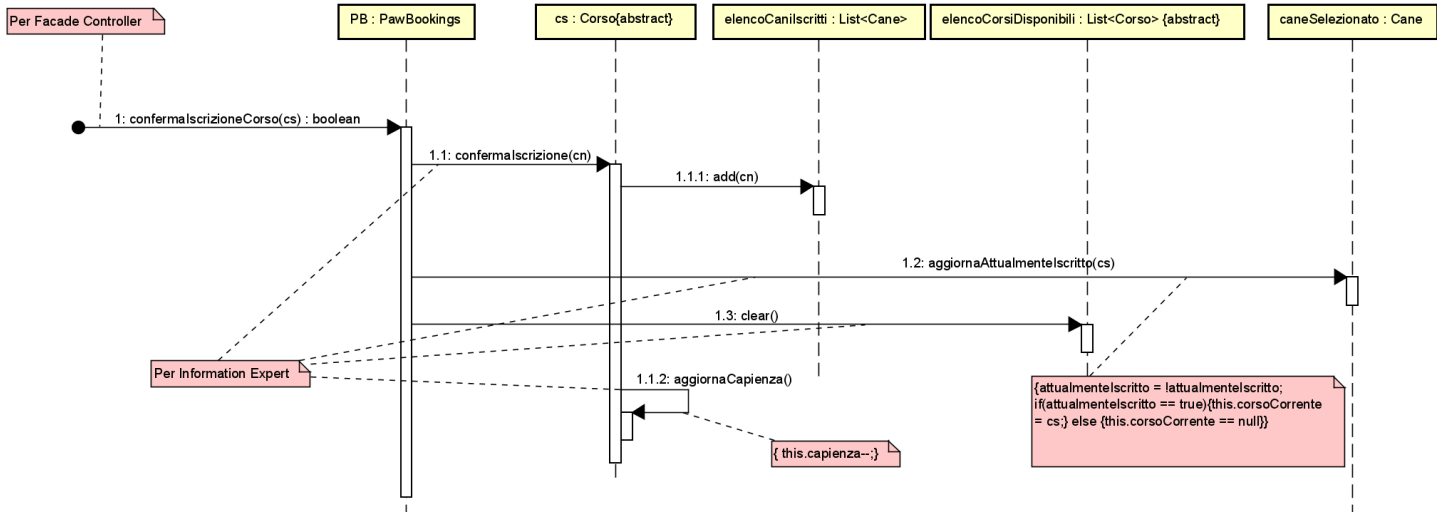 Per Facade Controller
PB : PawBookings
cs : Corso{abstract}
elencoCaniIscritti : List<Cane>
elencoCorsiDisponibili : List<Corso> {abstract}
caneSelezionato : Cane
1: confermaIscrizioneCorso(cs) : boolean
1.1: confermaIscrizione(cn)
1.1.1: add(cn)
1.2: aggiornaAttualmenteIscritto(cs)
1.3: clear()
Per Information Expert
1.1.2: aggiornaCapienza()
{attualmenteIscritto = !attualmenteIscritto;
if(attualmenteIscritto == true){this.corsoCorrente
= cs;} else {this.corsoCorrente == null}}
{ this.capienza--;}